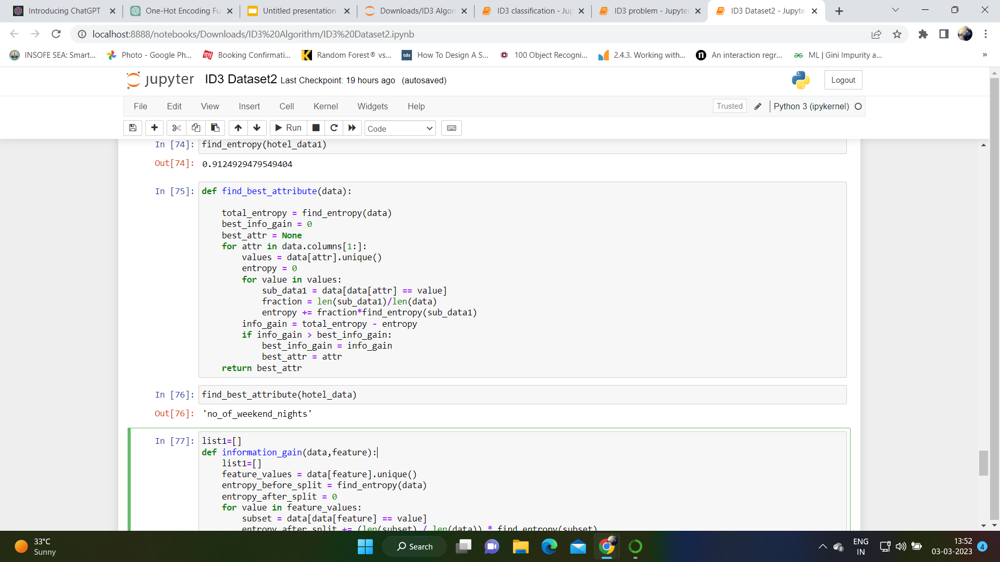 Introducing ChatGPT
One-Hot Encoding Fu
Untitled presentation
Downloads/ID3 Algori
ID3 classification - Jup
ID3 problem - Jupyter
ID3 Dataset2 - Jupyte
localhost:8888/notebooks/Downloads/ID3%20Algorithm/ID3%20Dataset2.ipynb
INSOFE SEA: Smart...
Photo - Google Ph...
my
Booking Confirmati...
Random Forest® vs...
tds
How To Design A S...
100 Object Recogni...
2.4.3. Working with...
n
An interaction regr...
ML | Gini Impurity a...
»
jupyter ID3 Dataset2 Last Checkpoint: 19 hours ago (autosaved)
Logout
File Edit View Insert Cell Kernel Widgets Help
Trusted
Python 3 (ipykernel)
Run
Code
In [74]: find_entropy(hotel_data1)
Out[74]: 0.9124929479549404
In [75]: def find_best_attribute(data):
total_entropy = find_entropy(data)
best_info_gain = 0
best_attr = None
for attr in data.columns[1:]:
values = data[attr].unique()
entropy = 0
for value in values:
sub_data1 = data[data[attr] == value]
fraction = len(sub_data1)/len(data)
entropy += fraction*find_entropy(sub_data1)
info_gain = total_entropy - entropy
if info_gain > best_info_gain:
best_info_gain = info_gain
best_attr = attr
return best_attr
In [76]: find_best_attribute(hotel_data)
Out[76]: 'no_of_weekend_nights'
In [77]: list1=[]
def information_gain(data,feature):
list1=[]
feature_values = data[feature].unique()
entropy_before_split = find_entropy(data)
entropy_after_split = 0
for value in feature_values:
subset = data[data[feature] == value]
entropy_after_split += (len(subset) / len(data)) * find_entropy(subset)
33°C
Sunny
Search
ENG
IN
13:52
03-03-2023
4